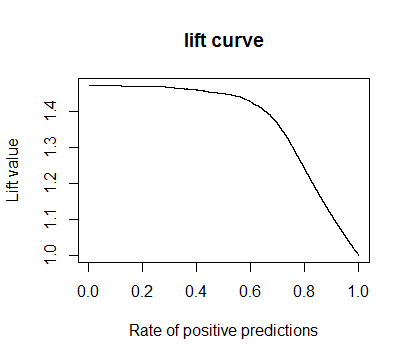 lift curve
Lift value
1.4
1.3
1.2
1.1
1.0
0.0 0.2 0.4 0.6 0.8 1.0
Rate of positive predictions